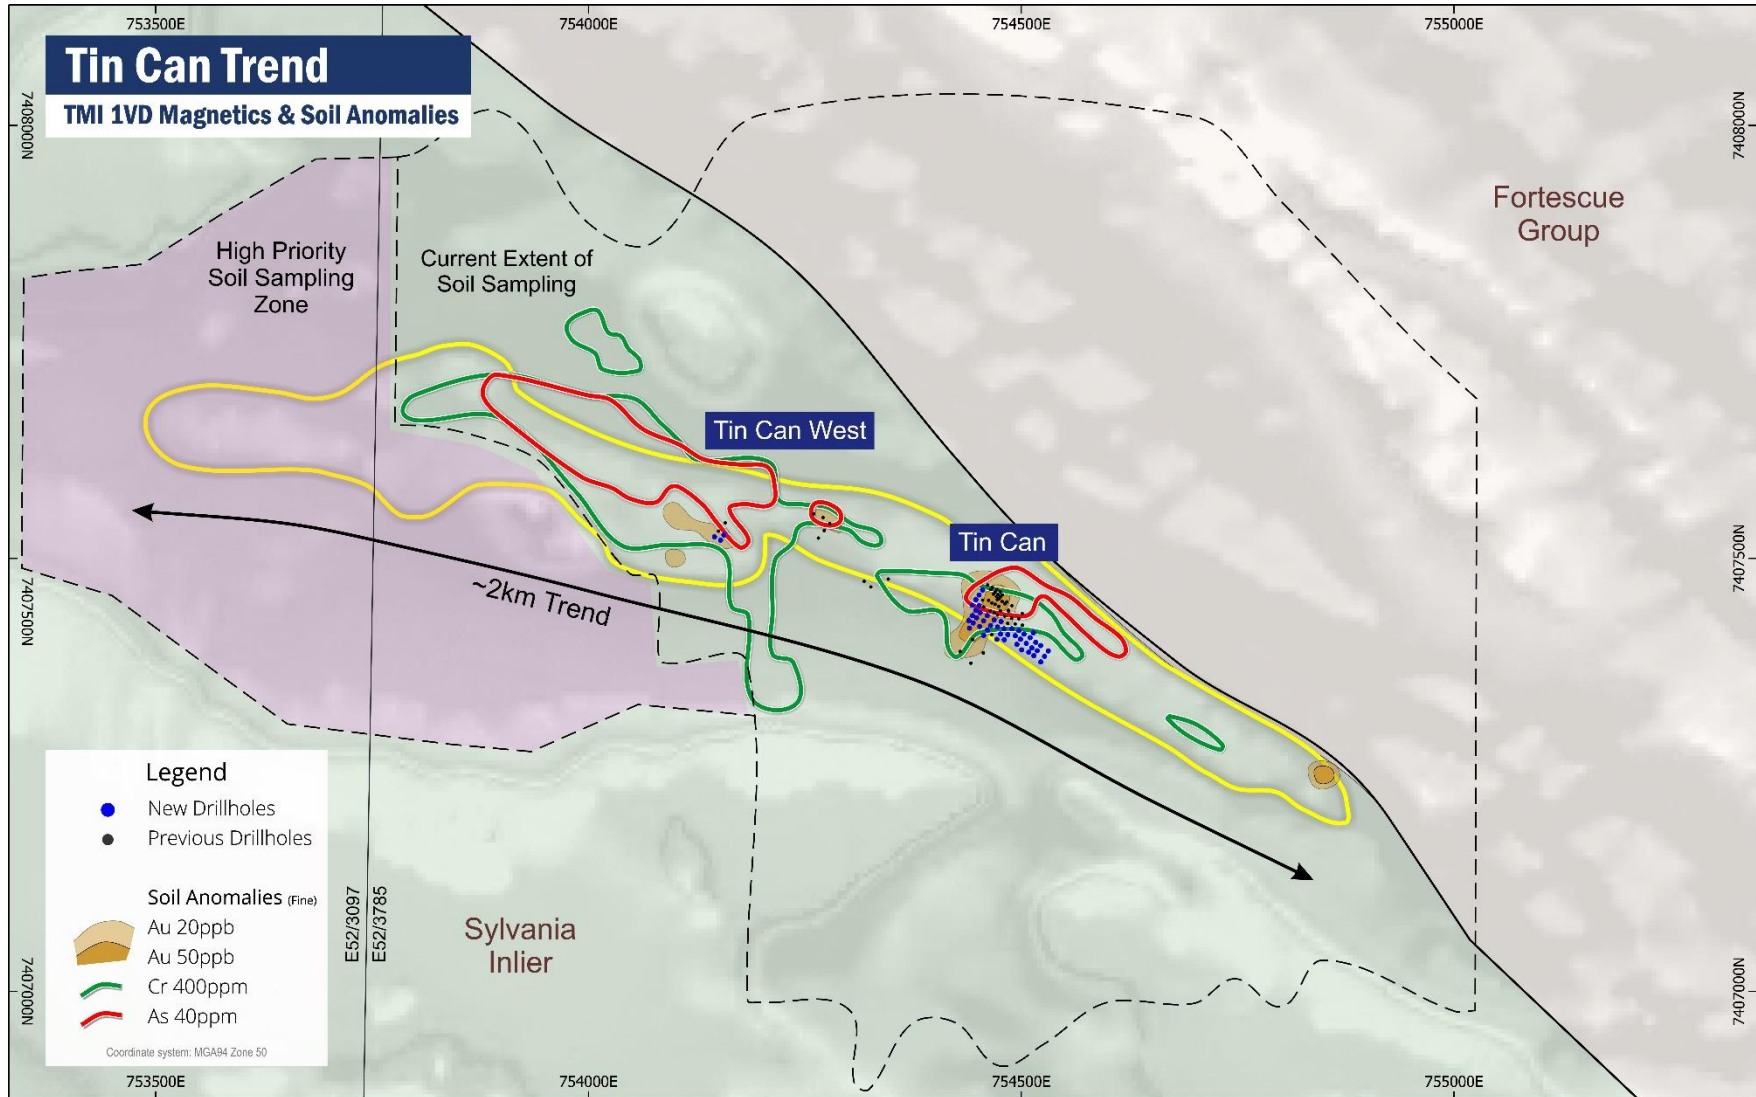 753500E
754000E
754500E
755000E
Tin Can Trend
TMI 1VD Magnetics & Soil Anomalies
7408000N
7408000N
Fortescue
Group
High Priority
Soil Sampling
Zone
Current Extent of
Soil Sampling
Tin Can West
Tin Can
7407500N
7407500N
~2km Trend
Legend
New Drillholes
Previous Drillholes
Soil Anomalies (Fine)
Au 20ppb
Au 50ppb
Cr 400ppm
As 40ppm
Coordinate system: MGA94 Zone 50
E52/3097
E52/3785
Sylvania
Inlier
7407000N
7407000N
753500E
754000E
754500E
755000E